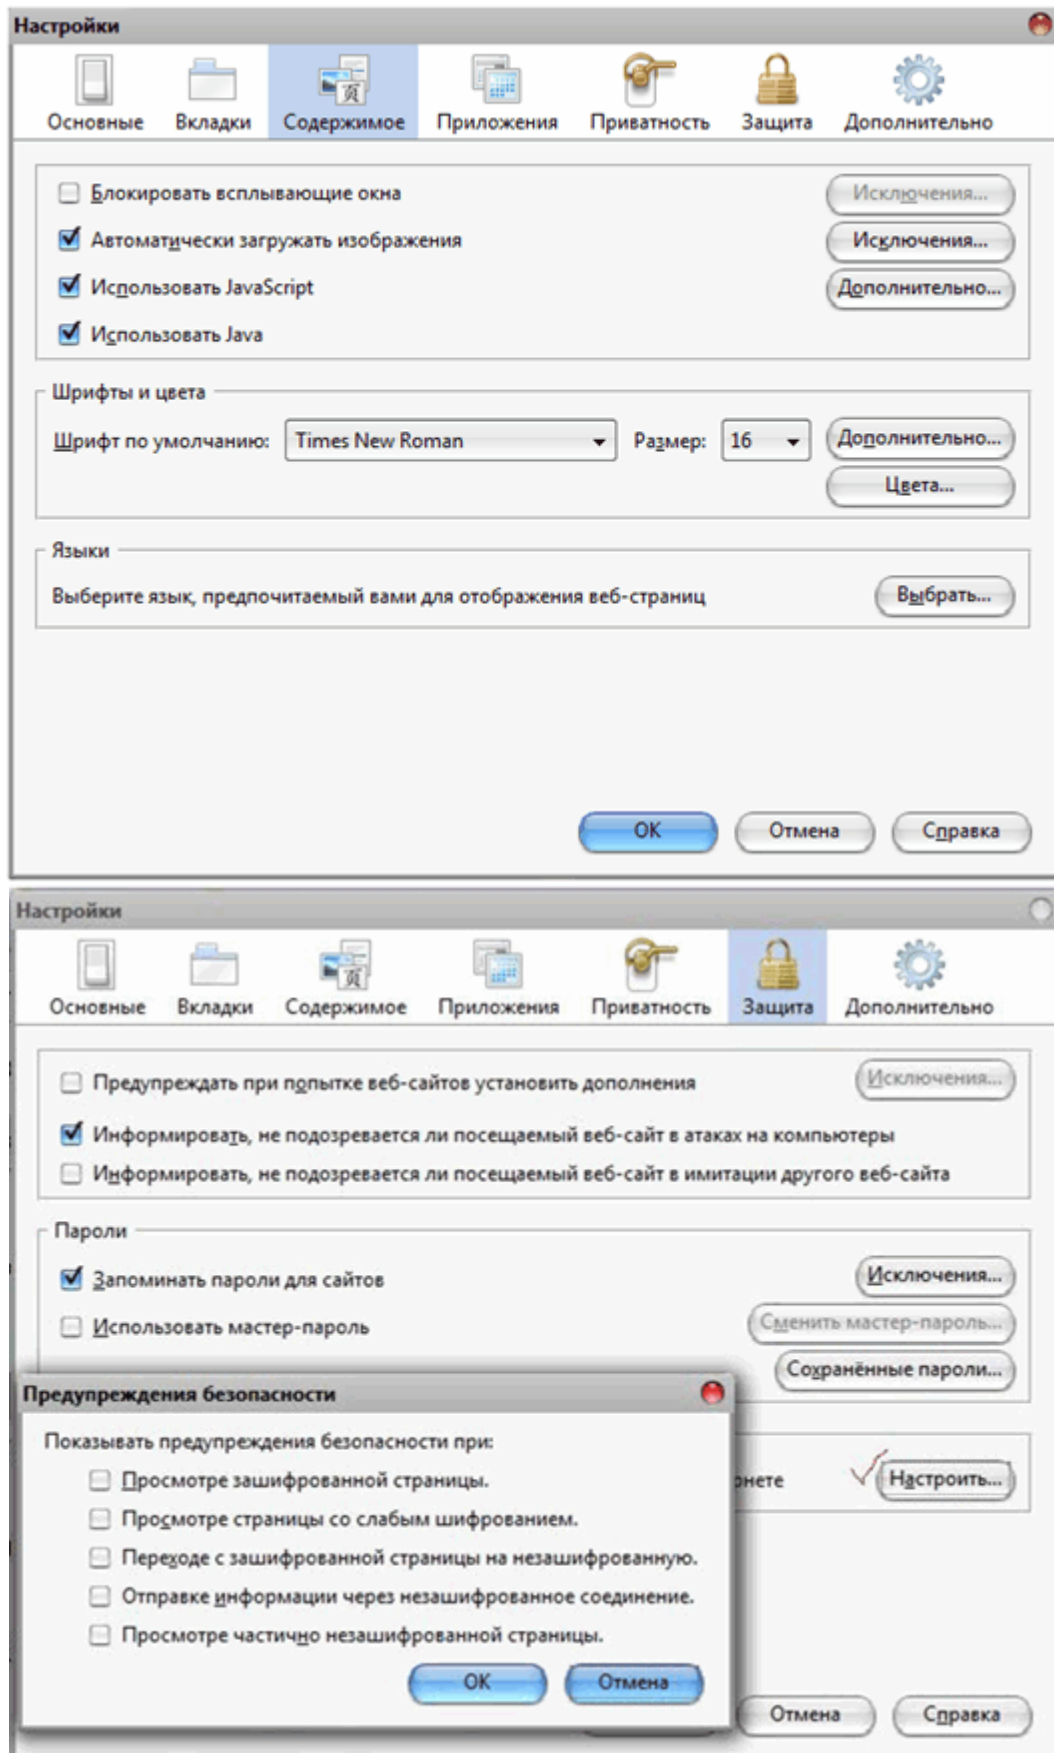 Настройки
Основные Вкладки Содержимое Приложения Приватность Защита Дополнительно
Блокировать всплывающие окна Исключения...
Автоматически загружать изображения Исключения...
Использовать JavaScript Дополнительно...
Использовать Java
Шрифты и цвета
Шрифт по умолчанию: Times New Roman Размер: 16 Дополнительно...
Цвета...
Языки
Выберите язык, предпочитаемый вами для отображения веб-страниц Выбрать...
ОК Отмена Справка
Настройки
Основные Вкладки Содержимое Приложения Приватность Защита Дополнительно
Предупреждать при попытке веб-сайтов установить дополнения Исключения...
Информировать, не подозревается ли посещаемый веб-сайт в атаках на компьютеры
Информировать, не подозревается ли посещаемый веб-сайт в имитации другого веб-сайта
Пароли
Запоминать пароли для сайтов Исключения...
Использовать мастер-пароль Сменить мастер-пароль...
Сохранённые пароли...
Предупреждения безопасности
Показывать предупреждения безопасности при:
Просмотре зашифрованной страницы. Настроить...
Просмотре страницы со слабым шифрованием.
Переходе с зашифрованной страницы на незашифрованную.
Отправке информации через незашифрованное соединение.
Просмотре частично незашифрованной страницы.
ОК Отмена
Отмена Справка